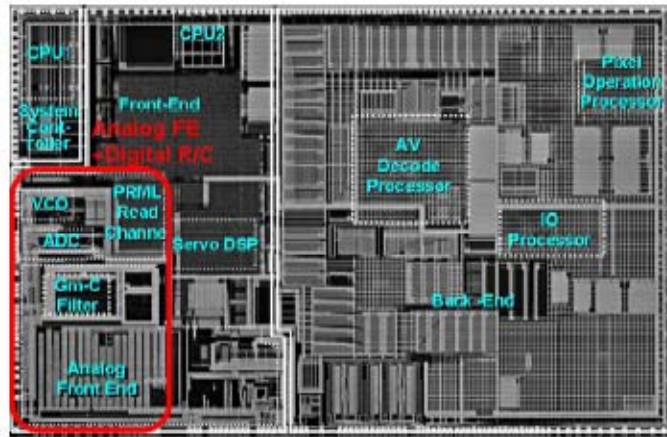 CPU1
System
Cont-
roller
CPU2
Front-End
Analog FE
+Digital R/C
VCO
ADC
PRML
Read
Channel
Servo DSP
Gm-C
Filter
Analog
Front End
AV
Decode
Processor
Pixel
Operation
Processor
IO
Processor
Back-End